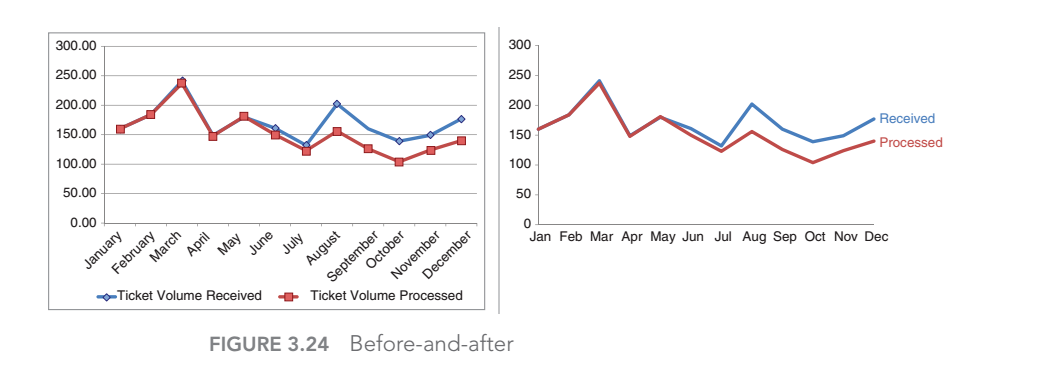 300.00
250.00
200.00
150.00
100.00
50.00
0.00
January
February
March
April
May
June
July
August
September
October
November
December
Ticket Volume Received Ticket Volume Processed
300
250
200
150
100
50
0
Received
Processed
Jan Feb Mar Apr May Jun Jul Aug Sep Oct Nov Dec
FIGURE 3.24 Before-and-after